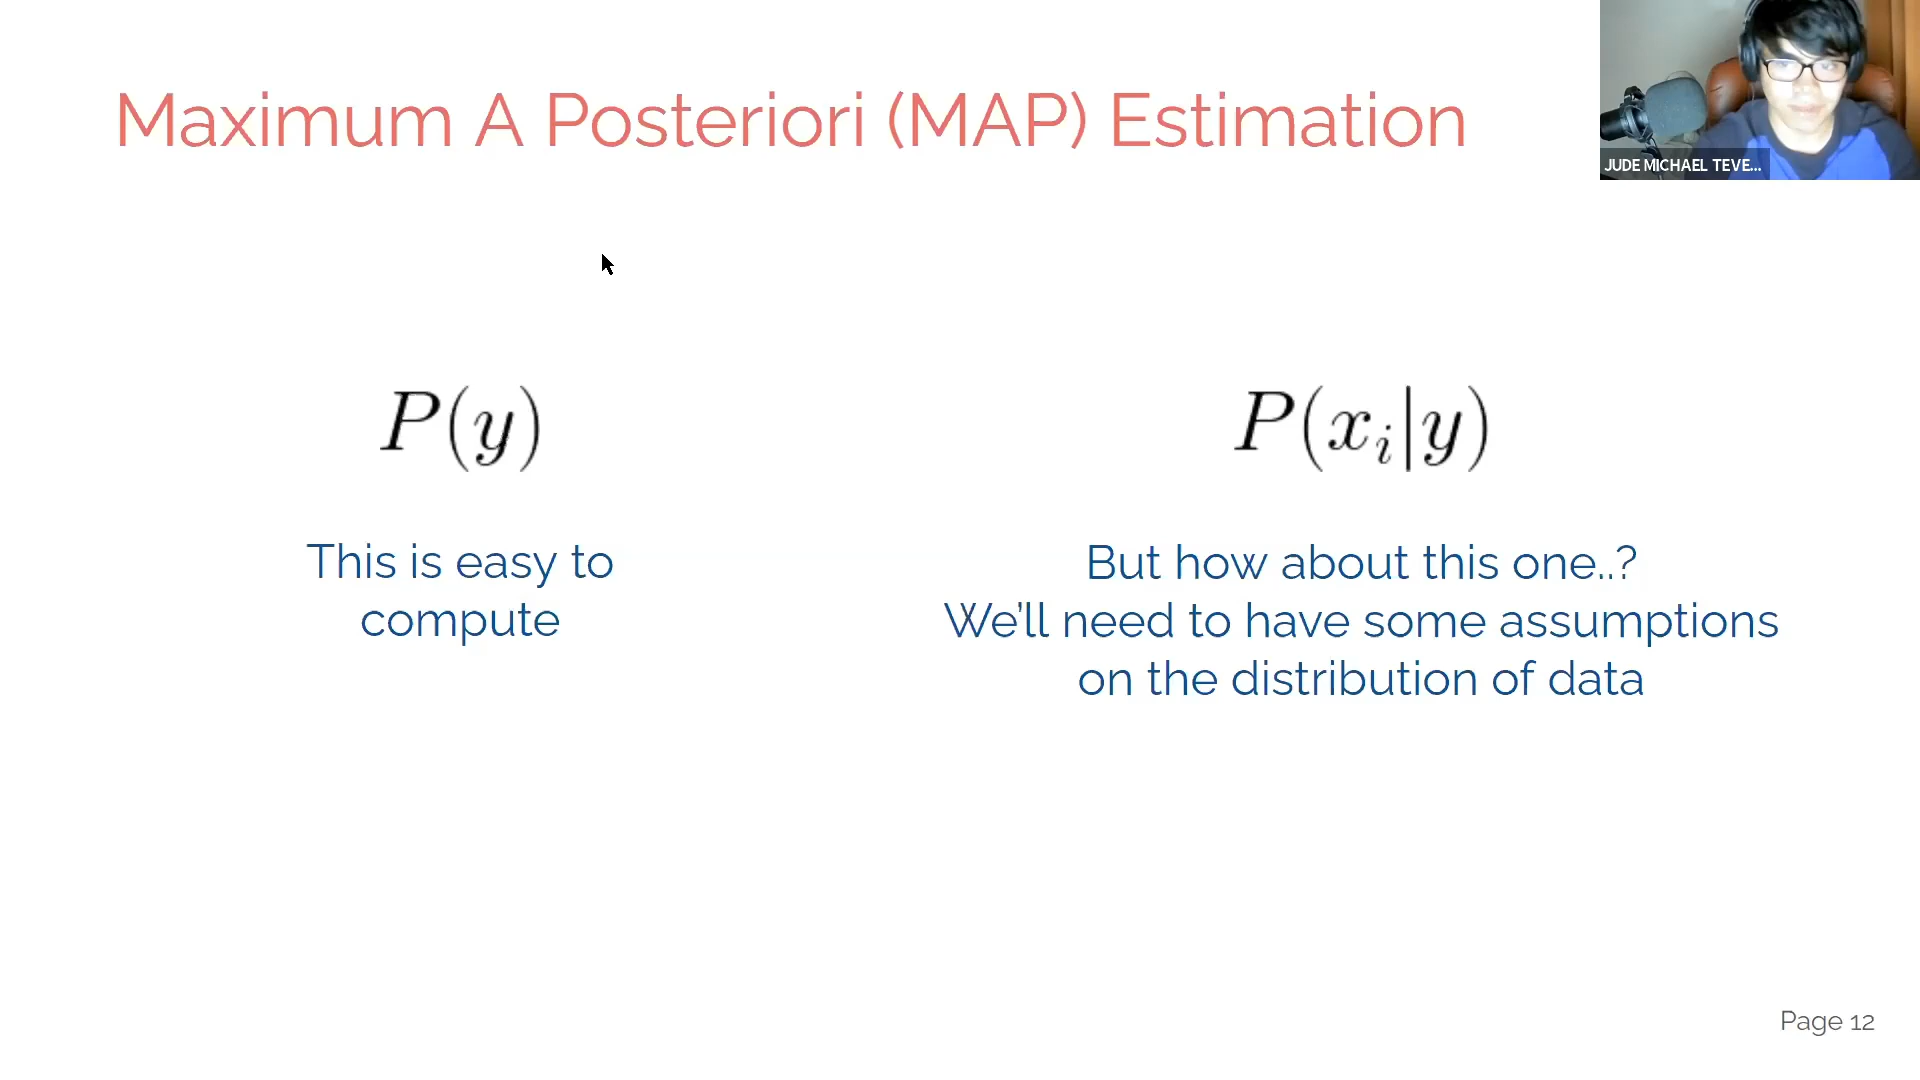 Maximum A Posteriori (MAP) Estimation
JUDE MICHAEL TEVE...
P(y)
P(x_i|y)
This is easy to
compute
But how about this one..?
We'll need to have some assumptions
on the distribution of data
Page 12